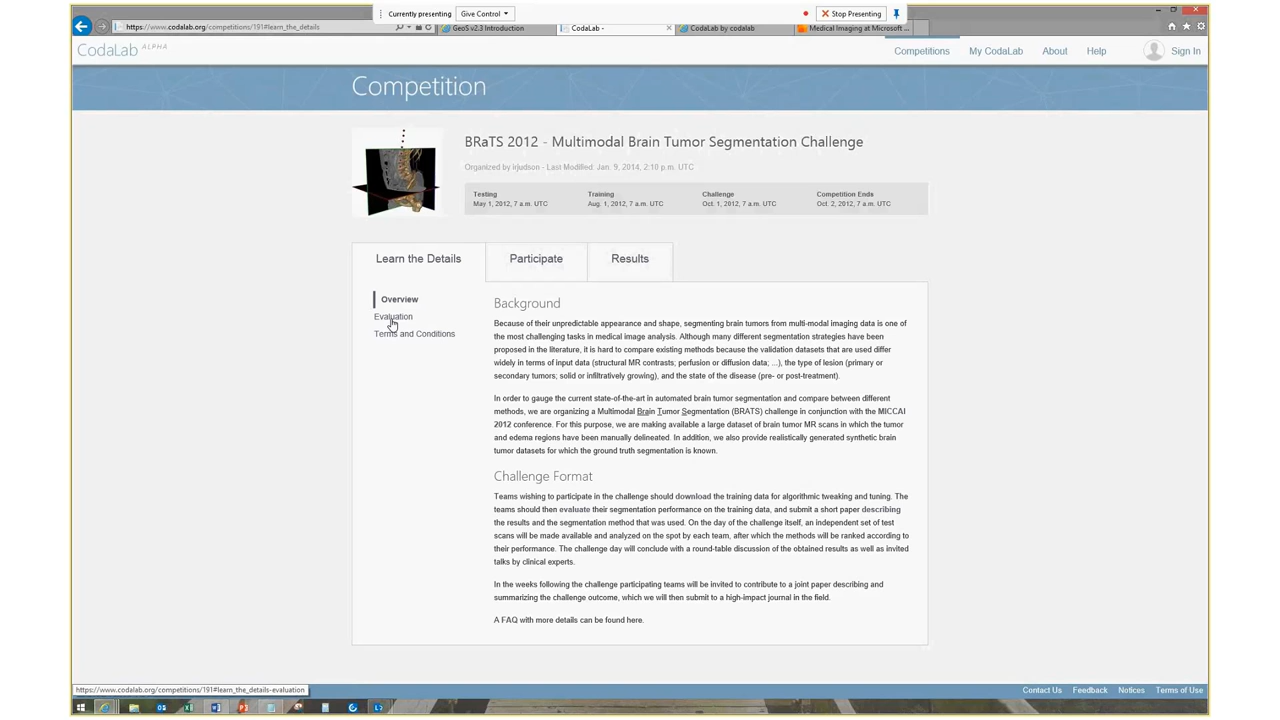 Currently presenting Give Control Stop Presenting
https://www.codalab.org/competitions/191#learn_the_details
GeoS v2.3 Introduction
CodaLab -
CodaLab by codalab
Medical Imaging at Microsoft ...
CodaLab ALPHA
Competitions My CodaLab About Help Sign In
Competition
BRaTS 2012 - Multimodal Brain Tumor Segmentation Challenge
Organized by irjudson - Last Modified: Jan. 9, 2014, 2:10 p.m. UTC
Testing Training Challenge Competition Ends
May 1, 2012, 7 a.m. UTC Aug. 1, 2012, 7 a.m. UTC Oct. 1, 2012, 7 a.m. UTC Oct. 2, 2012, 7 a.m. UTC
Learn the Details Participate Results
Overview
Evaluation
Terms and Conditions
Background
Because of their unpredictable appearance and shape, segmenting brain tumors from multi-modal imaging data is one of
the most challenging tasks in medical image analysis. Although many different segmentation strategies have been
proposed in the literature, it is hard to compare existing methods because the validation datasets that are used differ
widely in terms of input data (structural MR contrasts; perfusion or diffusion data; ...), the type of lesion (primary or
secondary tumors; solid or infiltratively growing), and the state of the disease (pre- or post-treatment).
In order to gauge the current state-of-the-art in automated brain tumor segmentation and compare between different
methods, we are organizing a Multimodal Brain Tumor Segmentation (BRATS) challenge in conjunction with the MICCAI
2012 conference. For this purpose, we are making available a large dataset of brain tumor MR scans in which the tumor
and edema regions have been manually delineated. In addition, we also provide realistically generated synthetic brain
tumor datasets for which the ground truth segmentation is known.
Challenge Format
Teams wishing to participate in the challenge should download the training data for algorithmic tweaking and tuning. The
teams should then evaluate their segmentation performance on the training data, and submit a short paper describing
the results and the segmentation method that was used. On the day of the challenge itself, an independent set of test
scans will be made available and analyzed on the spot by each team, after which the methods will be ranked according to
their performance. The challenge day will conclude with a round-table discussion of the obtained results as well as invited
talks by clinical experts.
In the weeks following the challenge participating teams will be invited to contribute to a joint paper describing and
summarizing the challenge outcome, which we will then submit to a high-impact journal in the field.
A FAQ with more details can be found here.
https://www.codalab.org/competitions/191#learn_the_details-evaluation
Contact Us Feedback Notices Terms of Use